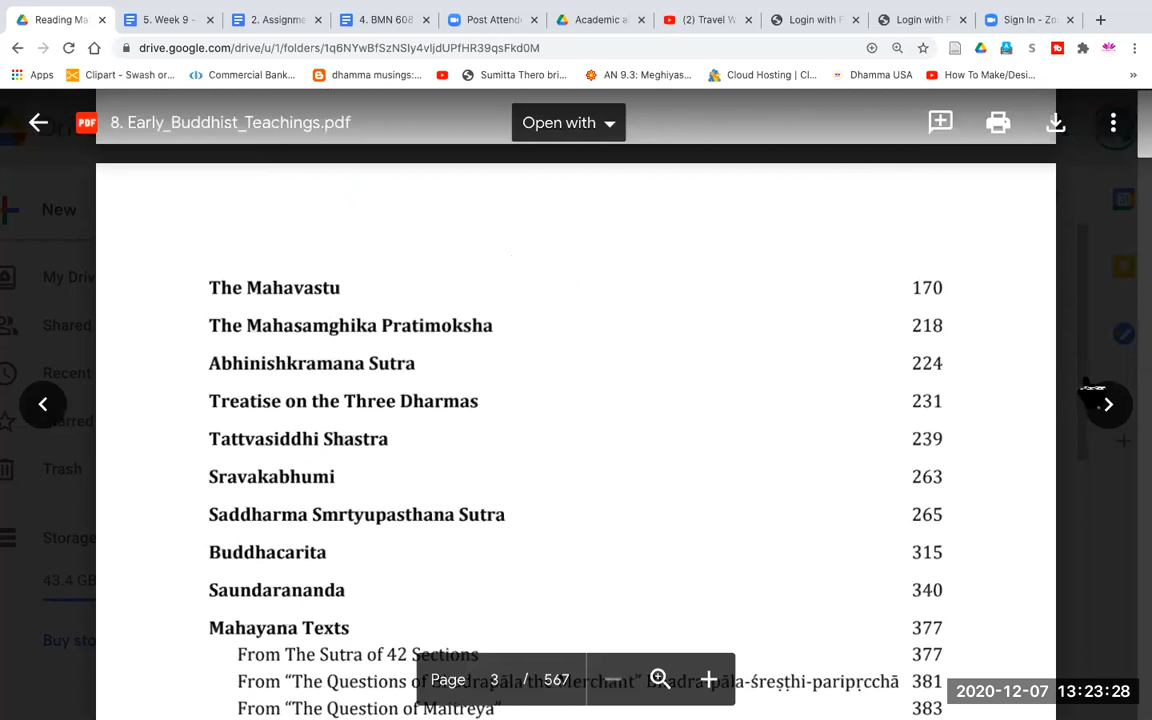 Reading Ma
5. Week 9 -
2. Assignme
4. BMN 608
Post Attend
Academic a
(2) Travel W
Login with F
Login with F
Sign In - Zo
drive.google.com/drive/u/1/folders/1q6NYwBfSzNSIy4vIjdUPfHR39qsFkd0M
Apps
Clipart - Swash or...
Commercial Bank...
dhamma musings:...
Sumitta Thero bri...
AN 9.3: Meghiyas...
Cloud Hosting | Cl...
Dhamma USA
How To Make/Desi...
»
PDF 8. Early_Buddhist_Teachings.pdf
Open with
New
My Driv
Shared
Recent
Starred
Trash
Storage
43.4 GB
Buy sto
The Mahavastu 170
The Mahasamghika Pratimoksha 218
Abhinishkramana Sutra 224
Treatise on the Three Dharmas 231
Tattvasiddhi Shastra 239
Sravakabhumi 263
Saddharma Smrtyupasthana Sutra 265
Buddhacarita 315
Saundarananda 340
Mahayana Texts 377
From The Sutra of 42 Sections 377
From “The Questions of Bhadrapāla the Merchant” Bhadra-pāla-śreṣṭhi-paripṛcchā 381
From “The Question of Maitreya” 383
Page 3 / 567
2020-12-07 13:23:28